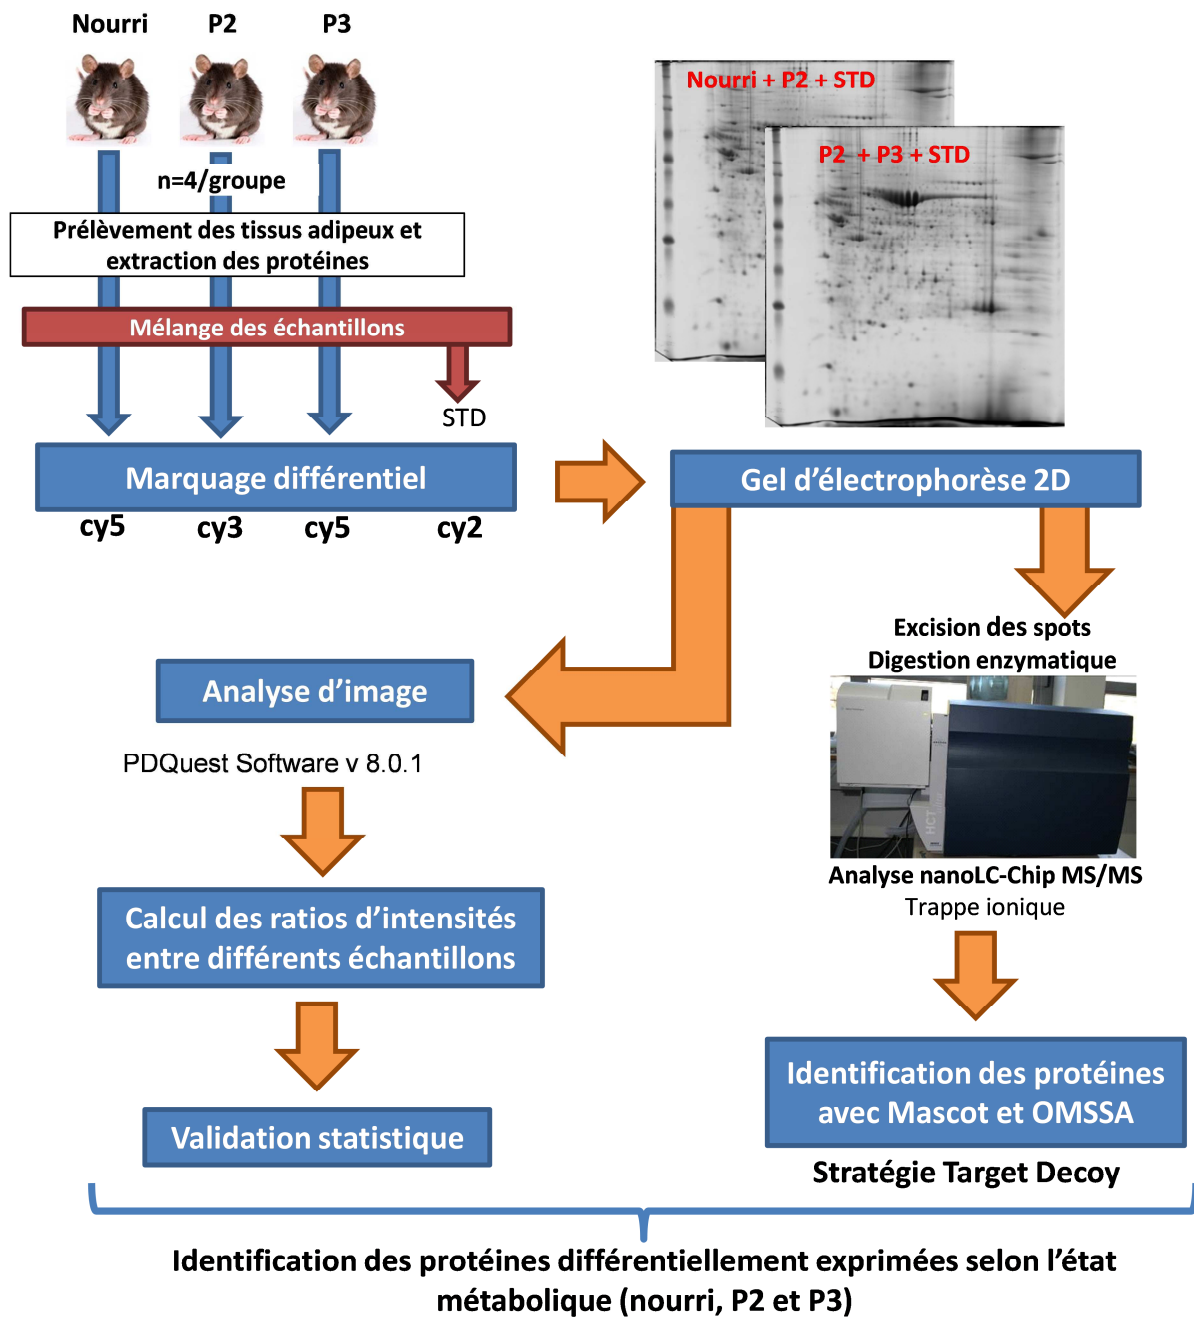 Nourri P2 P3
n=4/groupe
Prélèvement des tissus adipeux et
extraction des protéines
Mélange des échantillons
STD
Marquage différentiel
cy5 cy3 cy5 cy2
Nourri + P2 + STD
P2 + P3 + STD
Gel d’électrophorèse 2D
Excision des spots
Digestion enzymatique
HCT
Analyse nanoLC-Chip MS/MS
Trappe ionique
Identification des protéines
avec Mascot et OMSSA
Stratégie Target Decoy
Analyse d’image
PDQuest Software v 8.0.1
Calcul des ratios d’intensités
entre différents échantillons
Validation statistique
Identification des protéines différentiellement exprimées selon l’état
métabolique (nourri, P2 et P3)